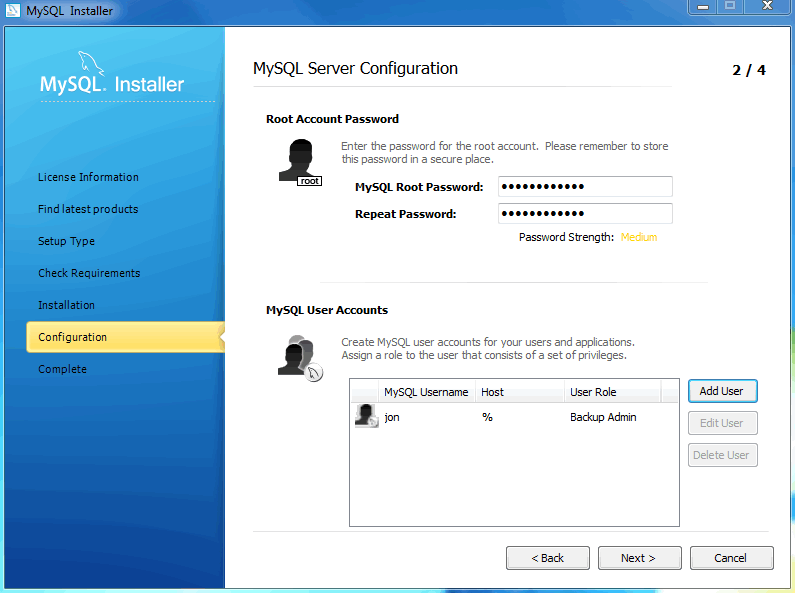 MySQL Installer
MySQL Server Configuration
2 / 4
MySQL. Installer
License Information
Find latest products
Setup Type
Check Requirements
Installation
Configuration
Complete
Root Account Password
Enter the password for the root account. Please remember to store
this password in a secure place.
root
MySQL Root Password: ●●●●●●●●●●●●
Repeat Password: ●●●●●●●●●●●●
Password Strength: Medium
MySQL User Accounts
Create MySQL user accounts for your users and applications.
Assign a role to the user that consists of a set of privileges.
MySQL Username Host User Role
jon % Backup Admin
Add User
Edit User
Delete User
< Back Next > Cancel